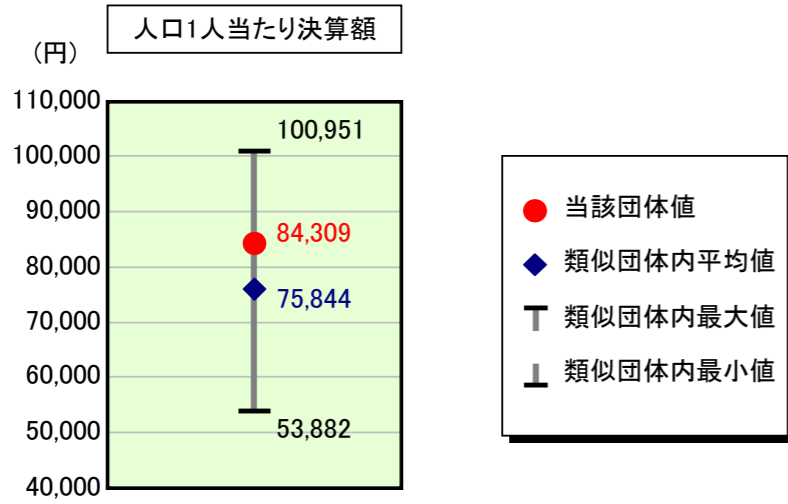 人口1人当たり決算額
(円)
110,000
100,000
90,000
80,000
70,000
60,000
50,000
40,000
100,951
84,309
75,844
53,882
当該団体値
類似団体内平均値
類似団体内最大値
類似団体内最小値